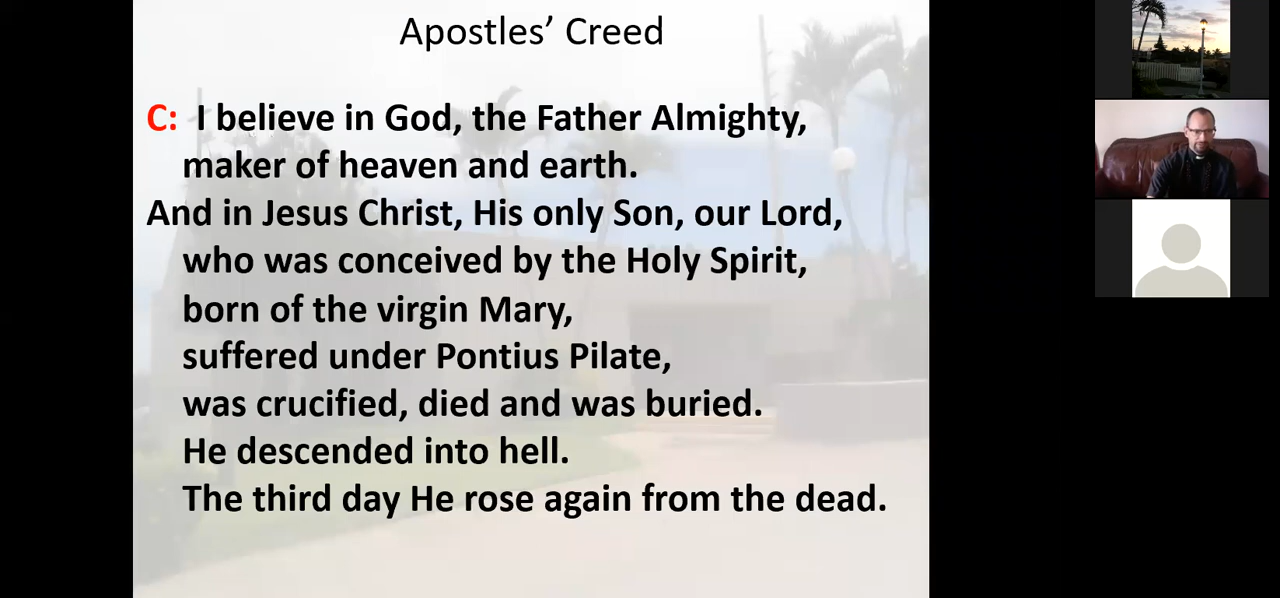 Apostles’ Creed
C: I believe in God, the Father Almighty,
maker of heaven and earth.
And in Jesus Christ, His only Son, our Lord,
who was conceived by the Holy Spirit,
born of the virgin Mary,
suffered under Pontius Pilate,
was crucified, died and was buried.
He descended into hell.
The third day He rose again from the dead.